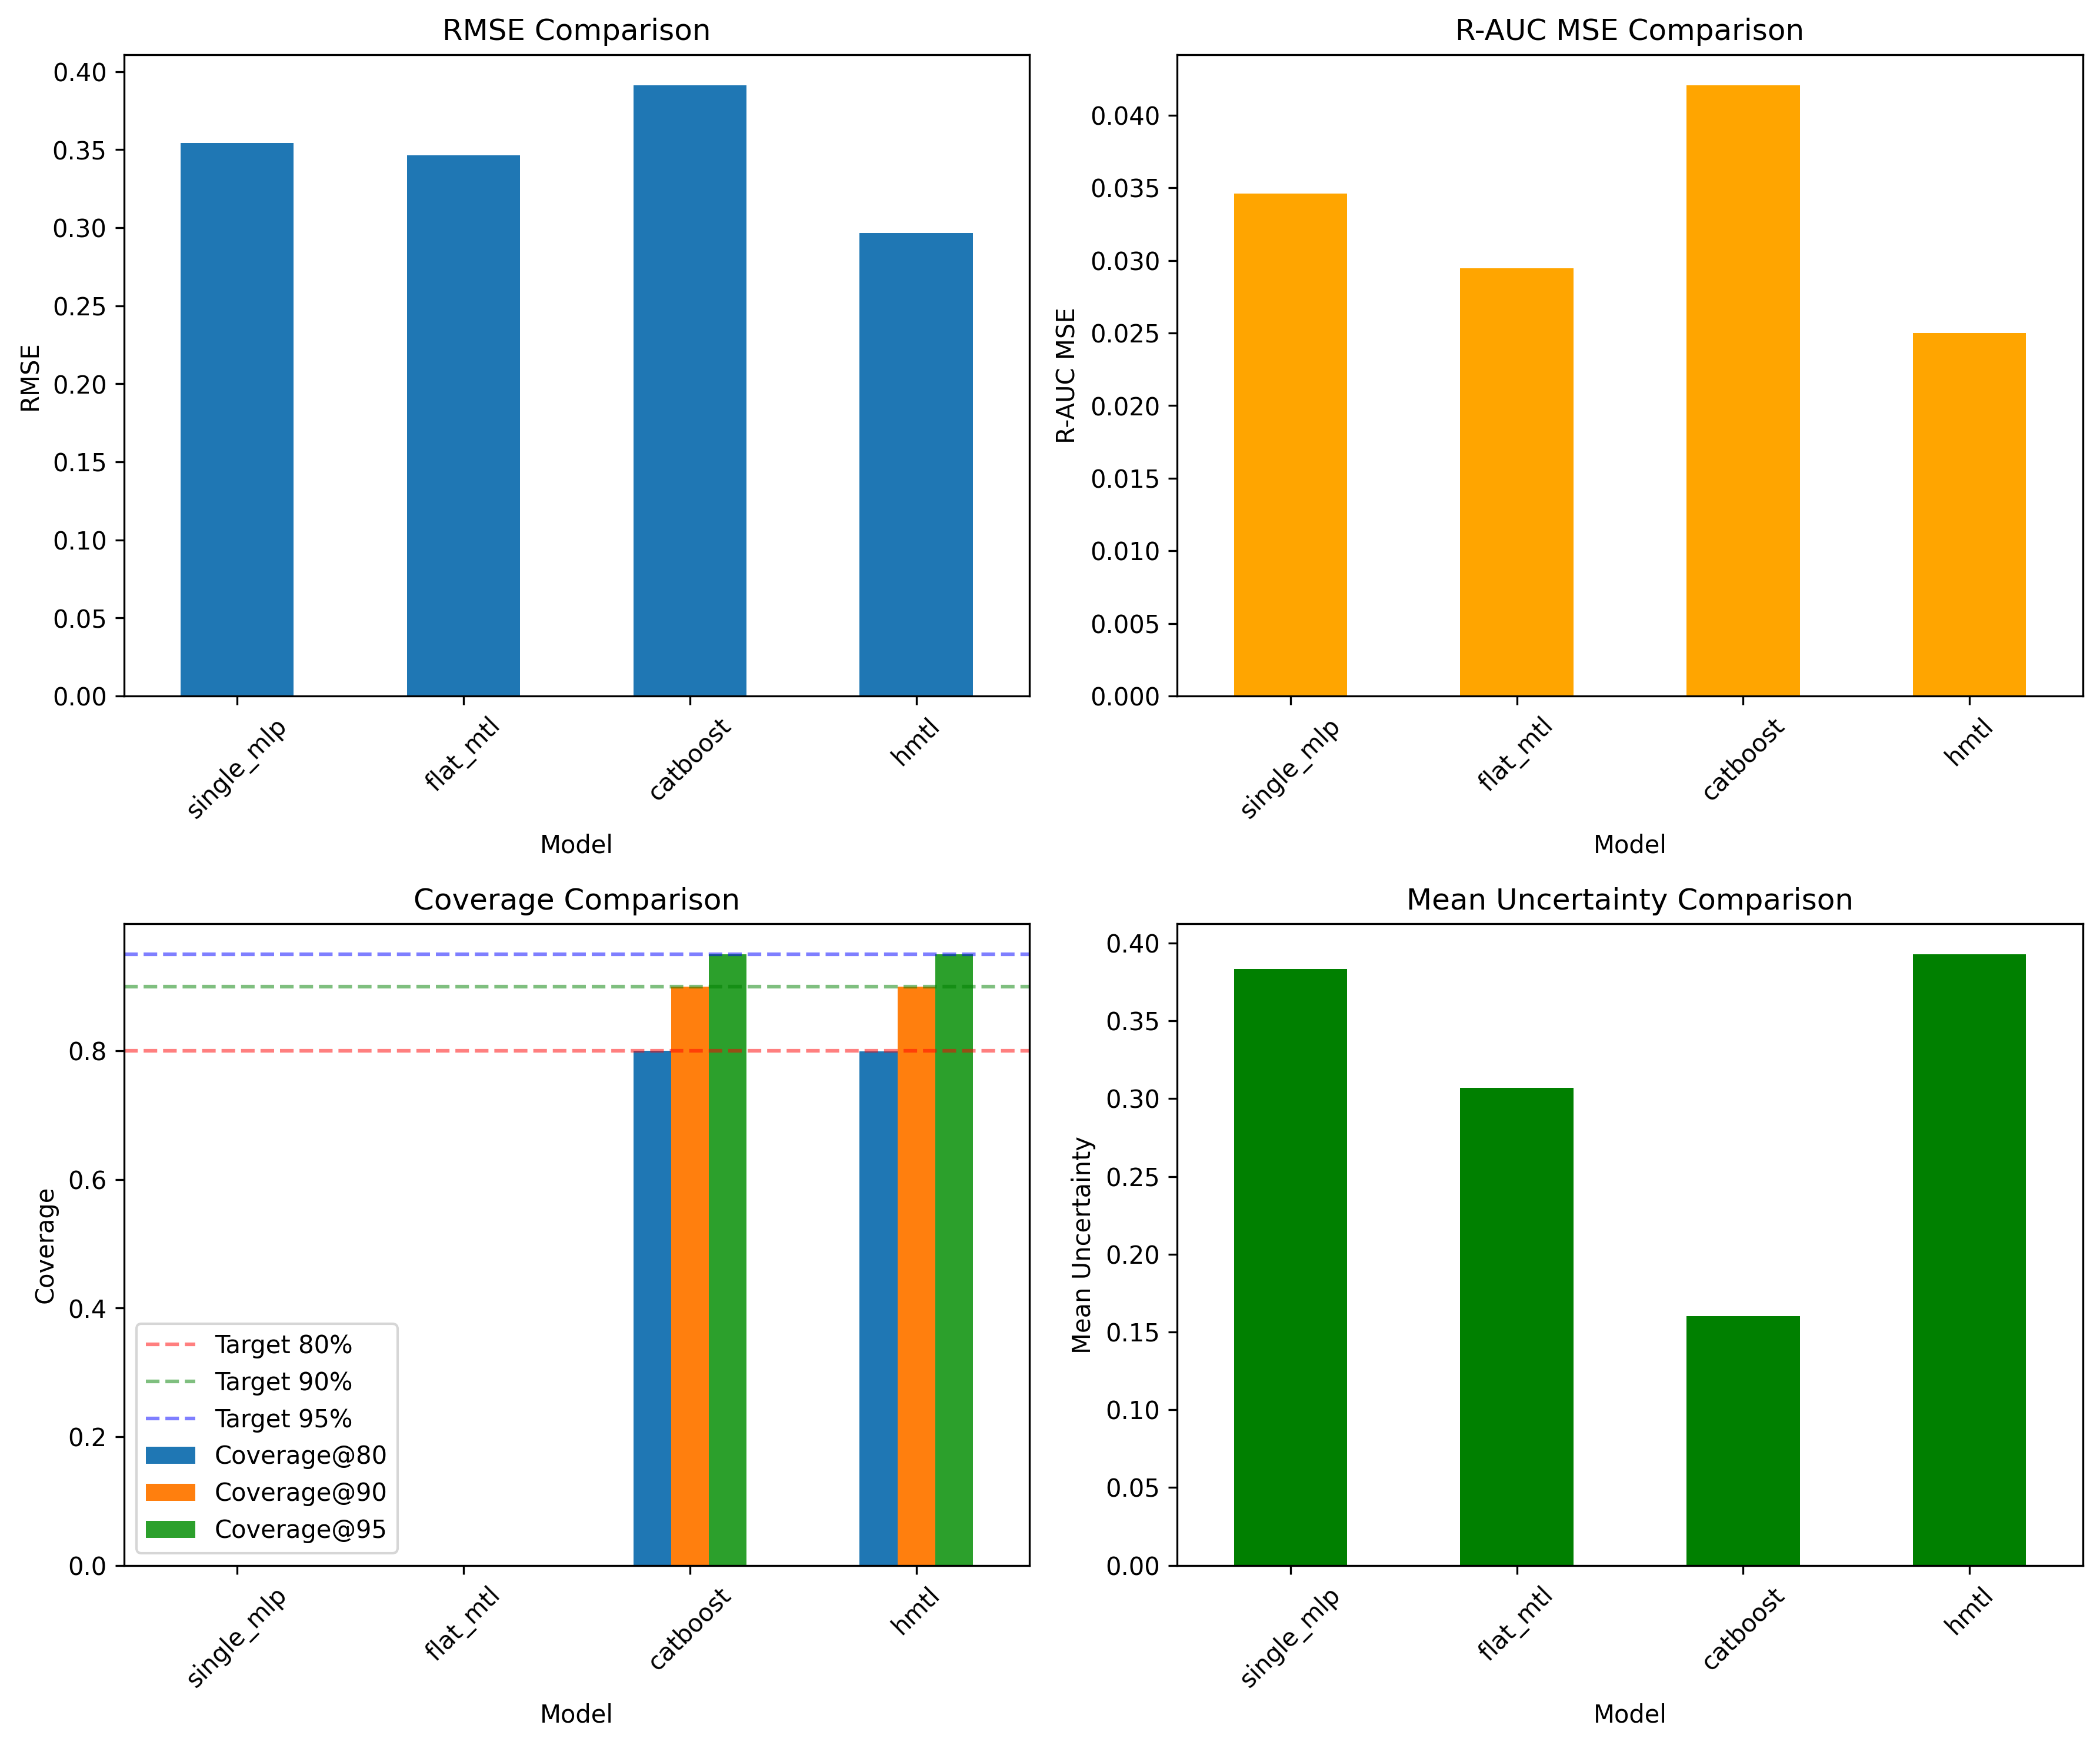 RMSE Comparison
0.40
0.35
0.30
0.25
0.20
0.15
0.10
0.05
0.00
RMSE
single_mlp
flat_mtl
catboost
hmtl
Model
R-AUC MSE Comparison
0.040
0.035
0.030
0.025
0.020
0.015
0.010
0.005
0.000
R-AUC MSE
single_mlp
flat_mtl
catboost
hmtl
Model
Coverage Comparison
0.8
0.6
0.4
0.2
0.0
Coverage
Target 80%
Target 90%
Target 95%
Coverage@80
Coverage@90
Coverage@95
single_mlp
flat_mtl
catboost
hmtl
Model
Mean Uncertainty Comparison
0.40
0.35
0.30
0.25
0.20
0.15
0.10
0.05
0.00
Mean Uncertainty
single_mlp
flat_mtl
catboost
hmtl
Model